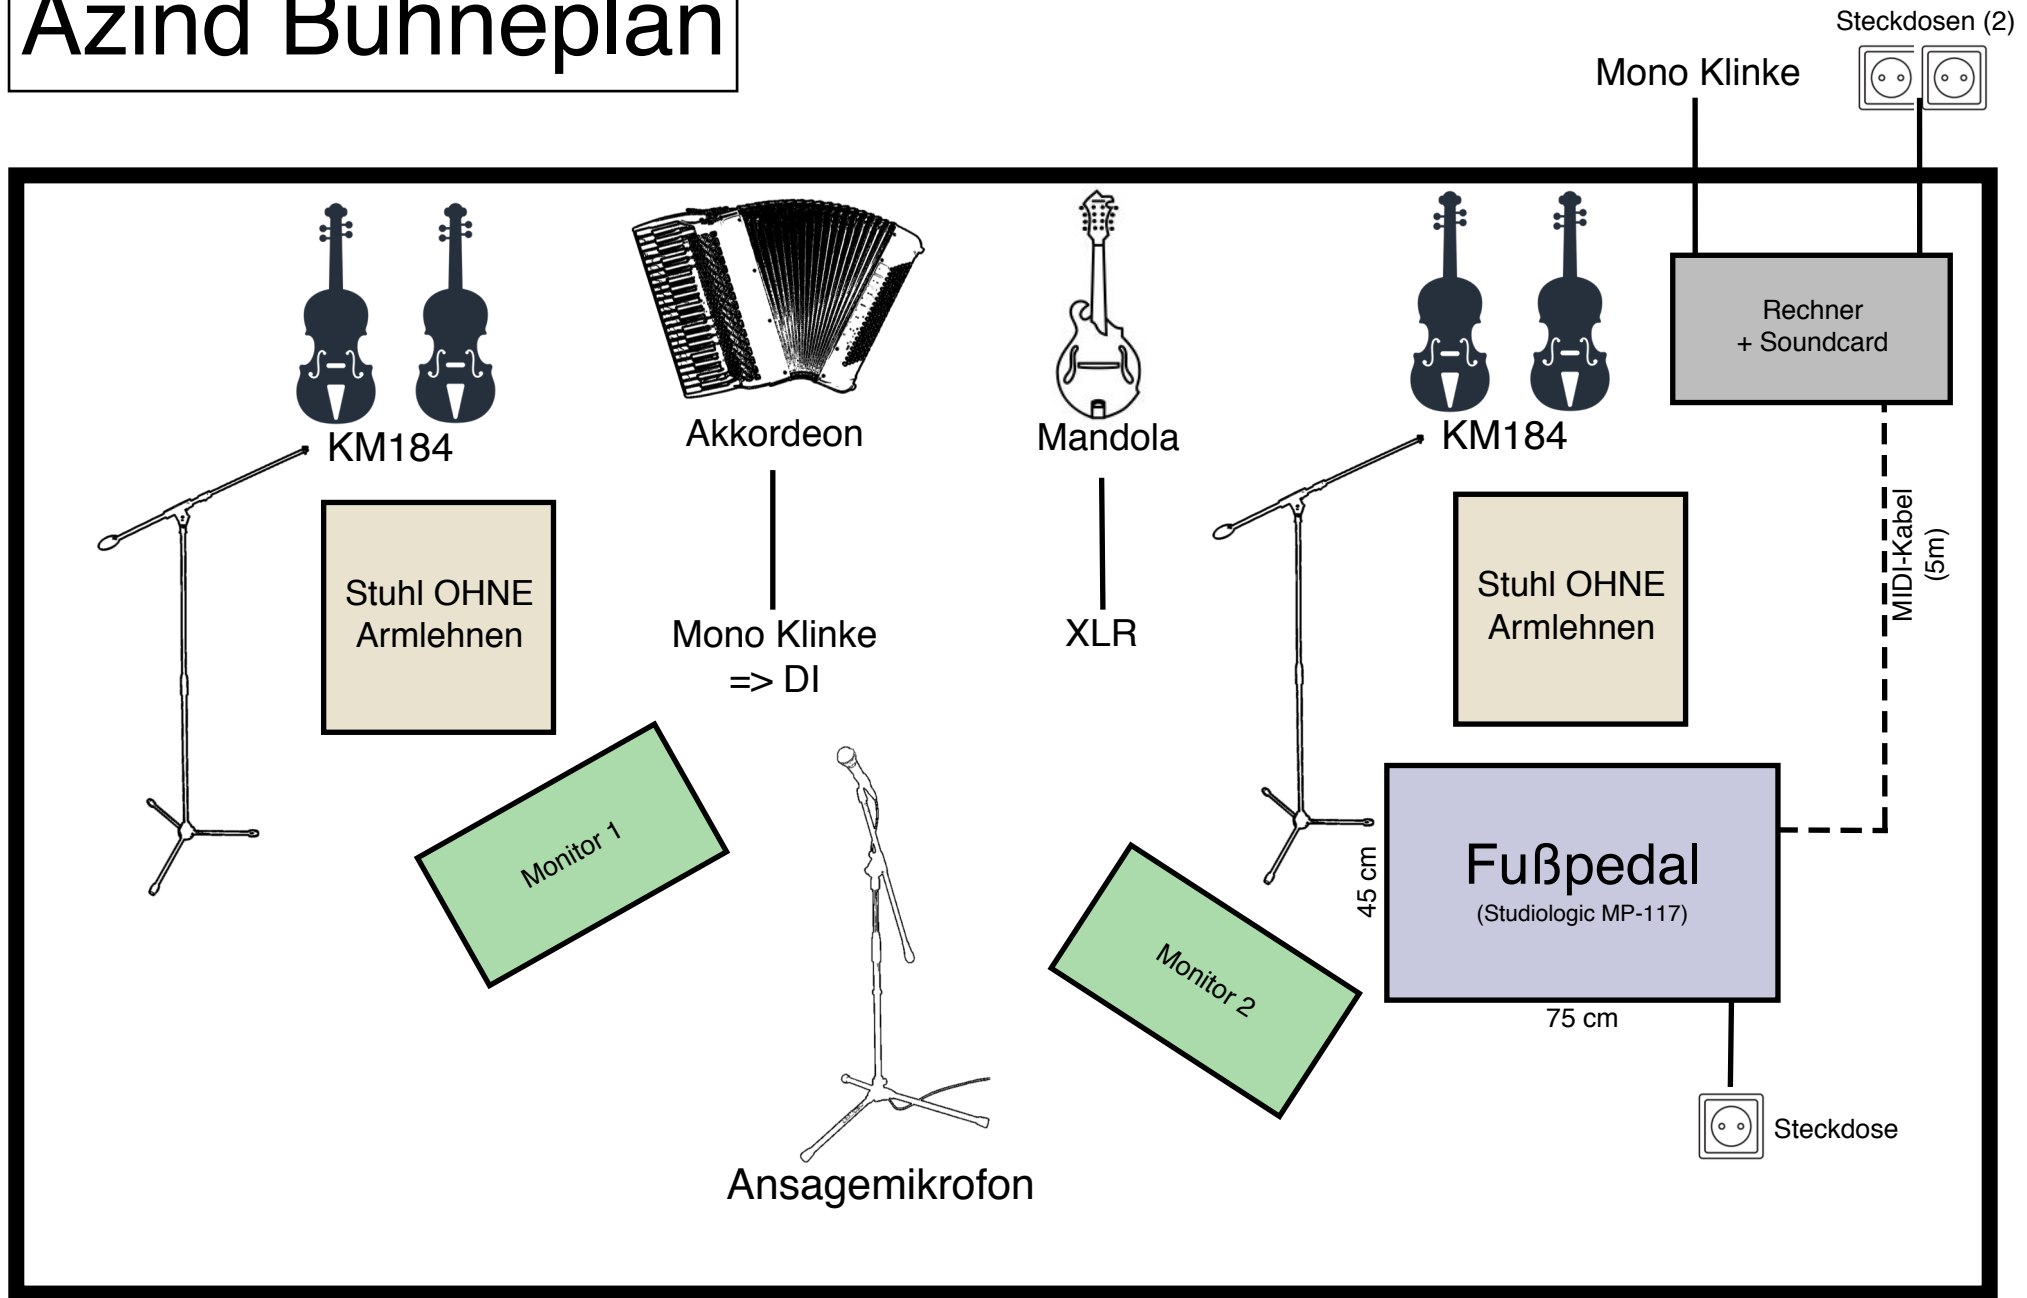 Azind Buhneplan
Steckdosen (2)
Mono Klinke
Rechner
+ Soundcard
KM184
Akkordeon
Mandola
KM184
MIDI-Kabel
(5m)
Stuhl OHNE
Armlehnen
Mono Klinke
=> DI
XLR
Stuhl OHNE
Armlehnen
Monitor 1
Monitor 2
45 cm
Fußpedal
(Studiologic MP-117)
75 cm
Steckdose
Ansagemikrofon